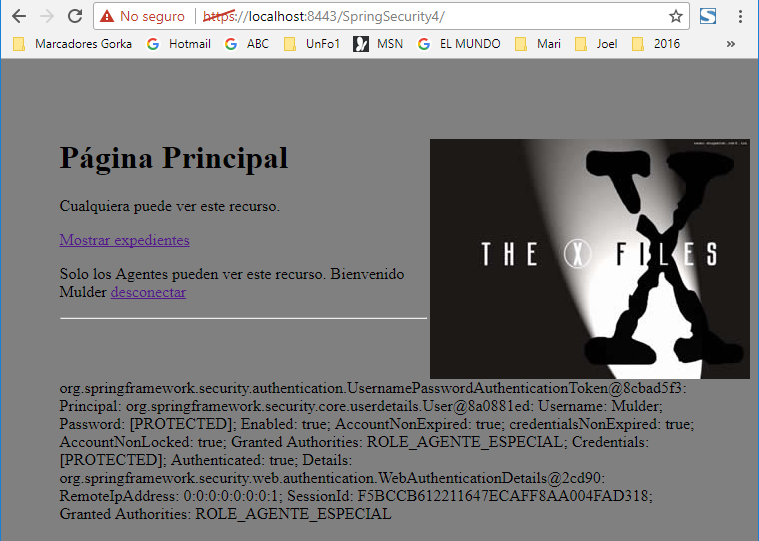 No seguro
https://localhost:8443/SpringSecurity4/
Marcadores Gorka
Hotmail
ABC
UnFo1
MSN
EL MUNDO
Mari
Joel
2016
»
Página Principal
Cualquiera puede ver este recurso.
Mostrar expedientes
Solo los Agentes pueden ver este recurso. Bienvenido
Mulder desconectar
THE X FILES
org.springframework.security.authentication.UsernamePasswordAuthenticationToken@8cbad5f3:
Principal: org.springframework.security.core.userdetails.User@8a0881ed: Username: Mulder;
Password: [PROTECTED]; Enabled: true; AccountNonExpired: true; credentialsNonExpired: true;
AccountNonLocked: true; Granted Authorities: ROLE_AGENTE_ESPECIAL; Credentials:
[PROTECTED]; Authenticated: true; Details:
org.springframework.security.web.authentication.WebAuthenticationDetails@2cd90:
RemoteIpAddress: 0:0:0:0:0:0:0:1; SessionId: F5BCCB612211647ECAFF8AA004FAD318;
Granted Authorities: ROLE_AGENTE_ESPECIAL